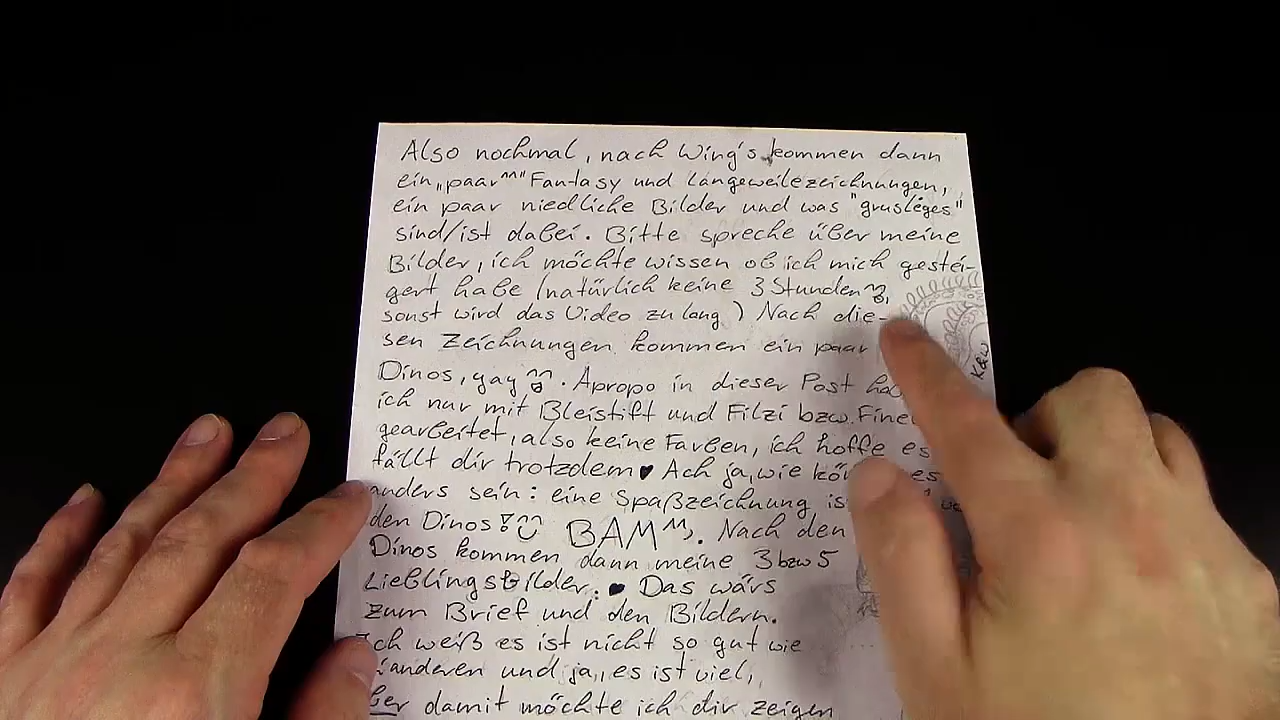 Also nochmal, nach Wing's kommen dann
ein „paar^^" Fantasy und Langeweilezeichnungen,
ein paar niedliche Bilder und was "grusleges"
sind/ist dabei. Bitte spreche über meine
Bilder, ich möchte wissen ob ich mich gestei-
gert habe (natürlich keine 3 Stunden ^^,
sonst wird das Video zu lang) Nach die-
sen Zeichnungen kommen ein paar
Dinos, yay ^^. Apropo in dieser Post
ich nur mit Bleistift und Filzi bzw.
gearbeitet, also keine Farben, ich hoffe es
fällt dir trotzdem ♥ Ach ja, wie
anders sein: eine Spaßzeichnung
den Dinos! BAM^^. Nach den
Dinos kommen dann meine 3 bzw 5
Lieblingsbilder. ♥ Das wärs
zum Brief und den Bildern.
Ich weiß es ist nicht so gut wie
anderen und ja, es ist viel,
damit möchte ich dir zeigen
K&W